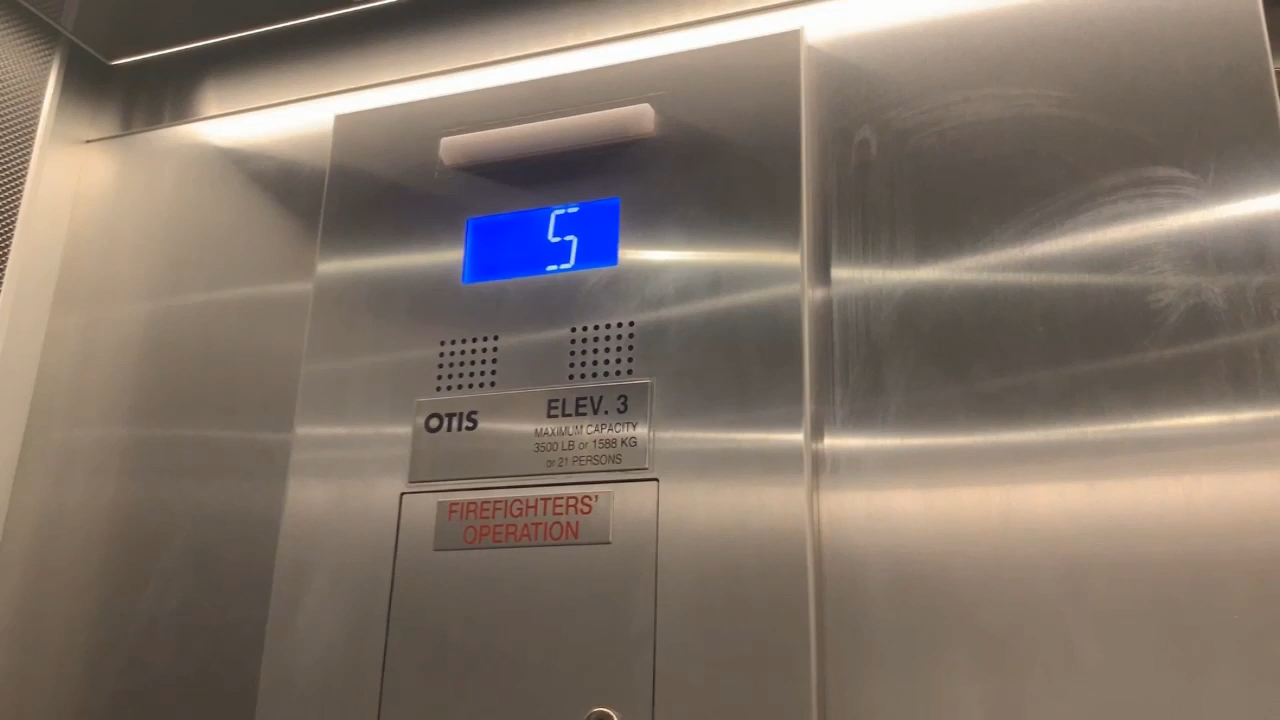 5
OTIS
ELEV. 3
MAXIMUM CAPACITY
3500 LB or 1588 KG
or 21 PERSONS
FIREFIGHTERS'
OPERATION